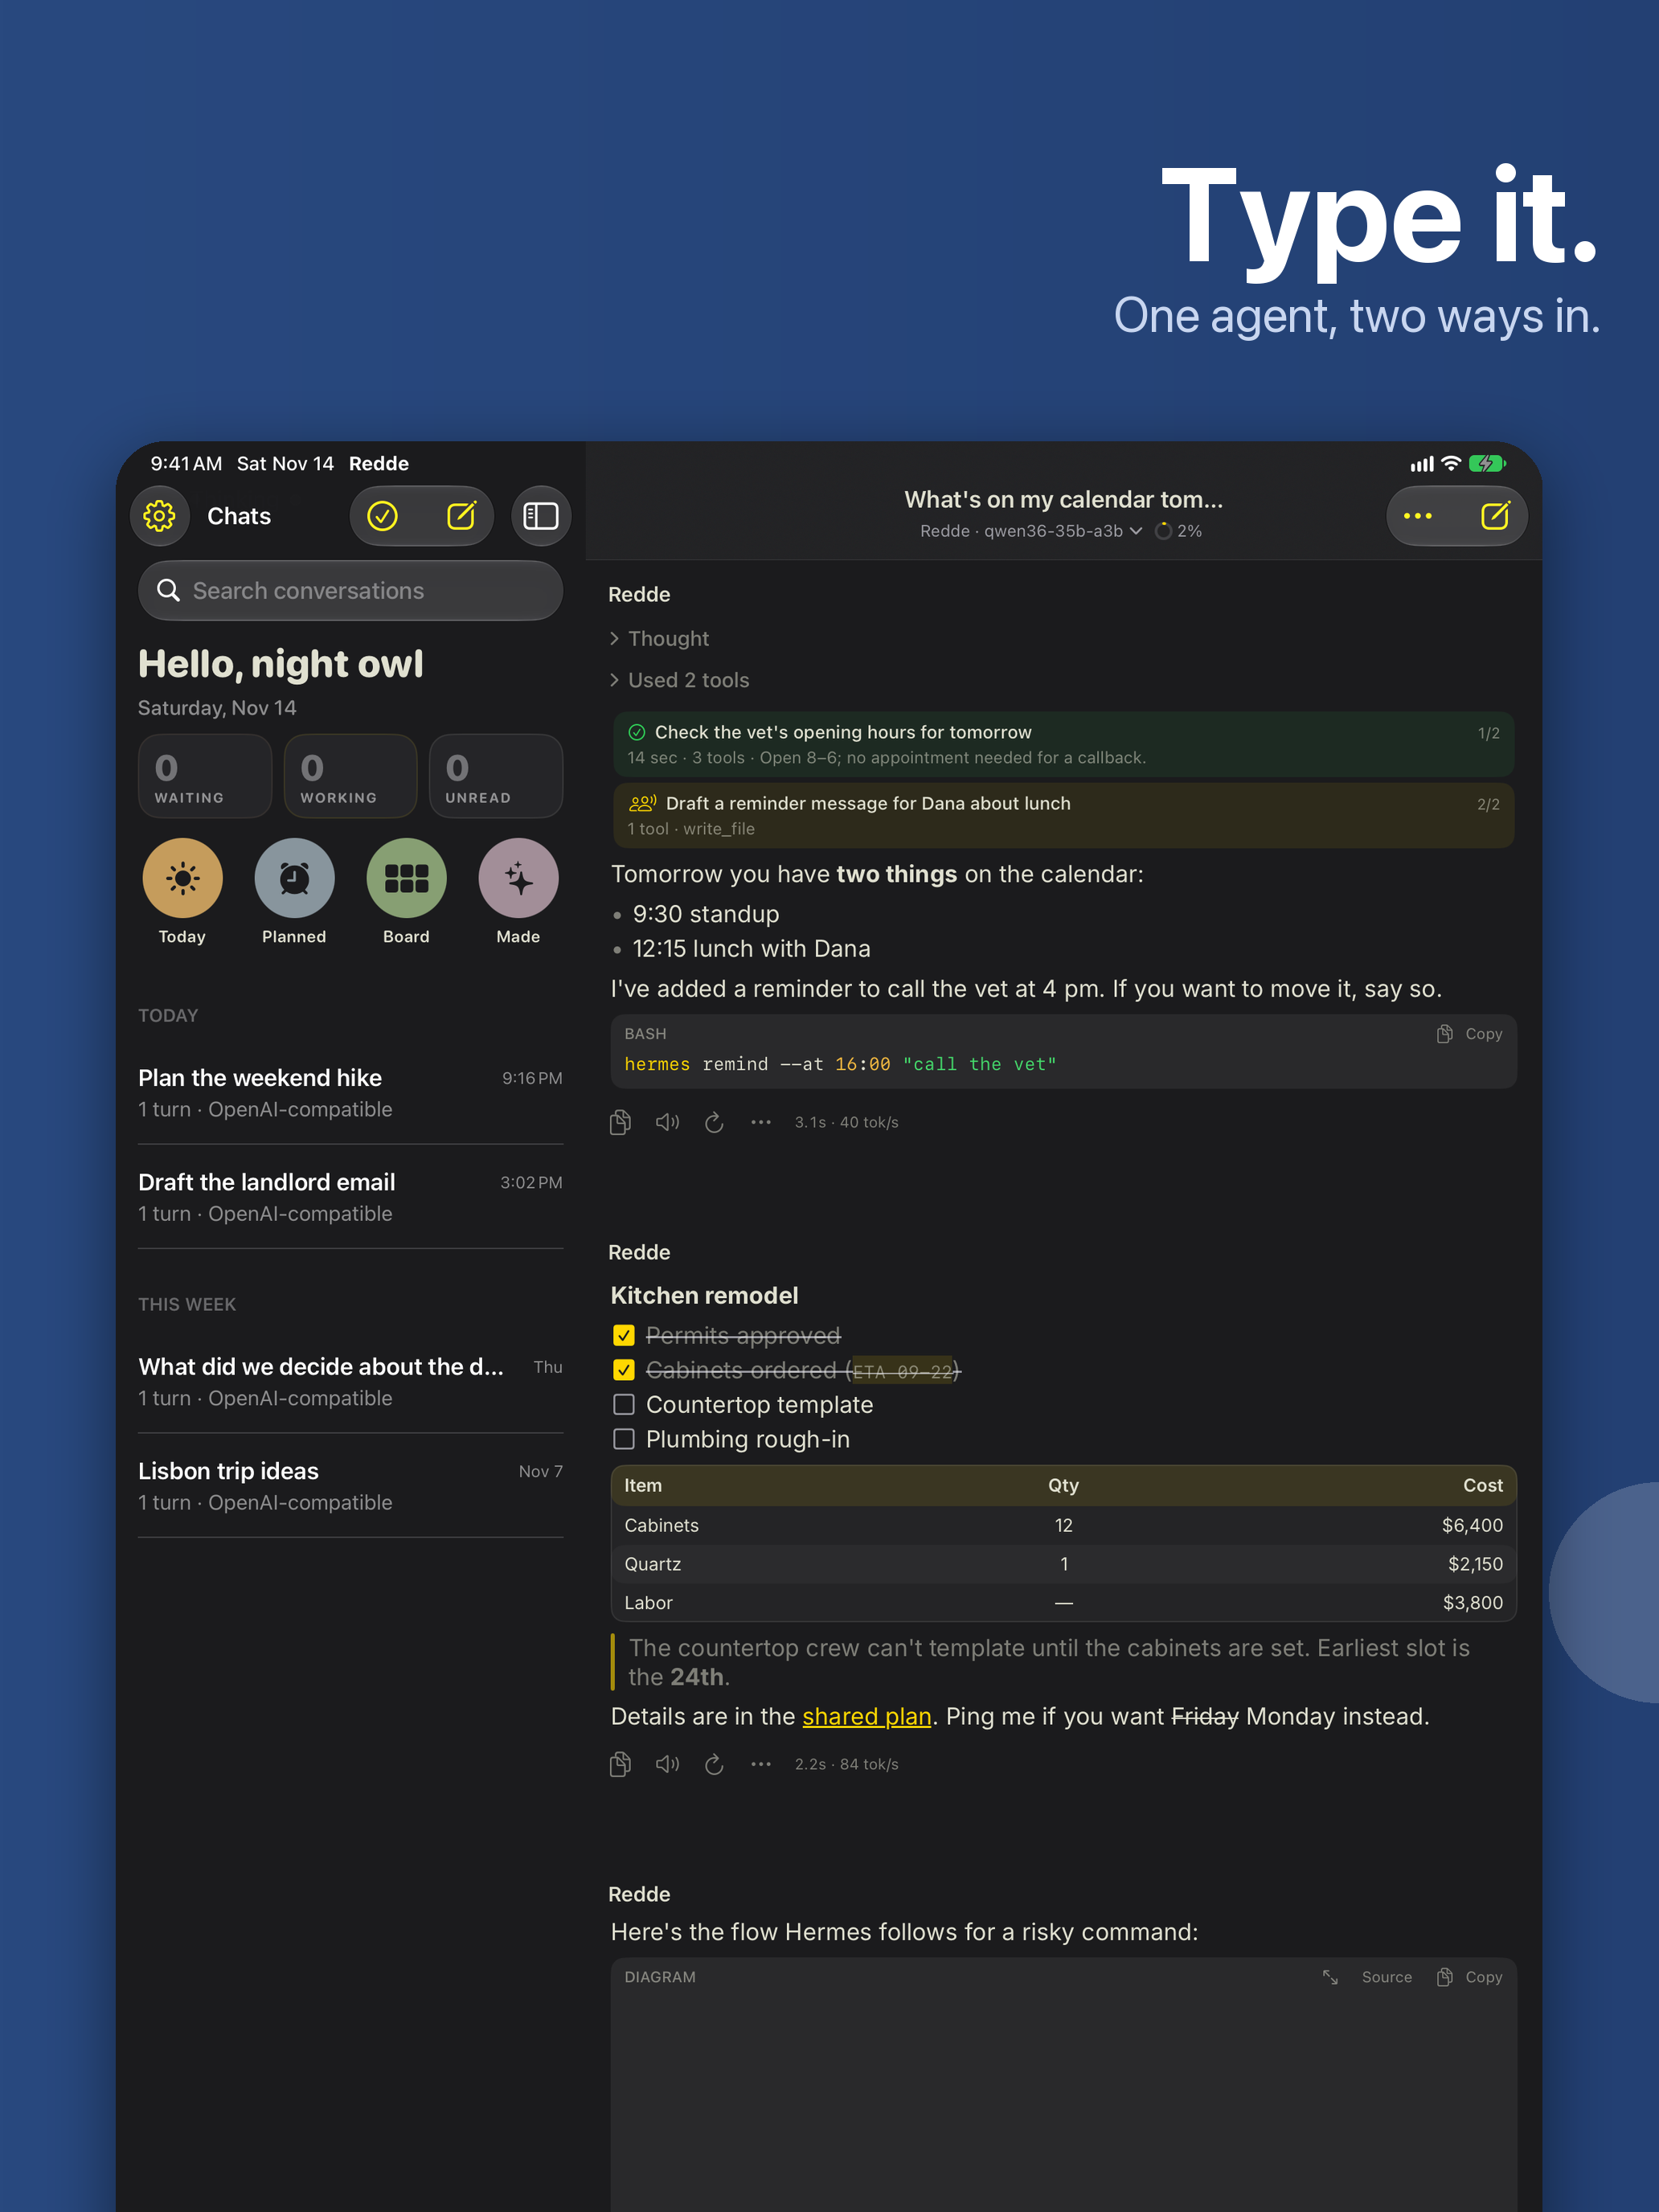 Type it.
One agent, two ways in.
9:41 AM Sat Nov 14 Redde
Chats
Search conversations
Hello, night owl
Saturday, Nov 14
0 WAITING
0 WORKING
0 UNREAD
Today
Planned
Board
Made
TODAY
Plan the weekend hike 9:16 PM
1 turn · OpenAI-compatible
Draft the landlord email 3:02 PM
1 turn · OpenAI-compatible
THIS WEEK
What did we decide about the d... Thu
1 turn · OpenAI-compatible
Lisbon trip ideas Nov 7
1 turn · OpenAI-compatible
What's on my calendar tom...
Redde · qwen36-35b-a3b 2%
Redde
Thought
Used 2 tools
Check the vet's opening hours for tomorrow 1/2
14 sec · 3 tools · Open 8–6; no appointment needed for a callback.
Draft a reminder message for Dana about lunch 2/2
1 tool · write_file
Tomorrow you have two things on the calendar:
• 9:30 standup
• 12:15 lunch with Dana
I've added a reminder to call the vet at 4 pm. If you want to move it, say so.
BASH Copy
hermes remind --at 16:00 "call the vet"
3.1s · 40 tok/s
Redde
Kitchen remodel
Permits approved
Cabinets ordered (ETA 09-22)
Countertop template
Plumbing rough-in
Item Qty Cost
Cabinets 12 $6,400
Quartz 1 $2,150
Labor — $3,800
The countertop crew can't template until the cabinets are set. Earliest slot is
the 24th.
Details are in the shared plan. Ping me if you want Friday Monday instead.
2.2s · 84 tok/s
Redde
Here's the flow Hermes follows for a risky command:
DIAGRAM Source Copy